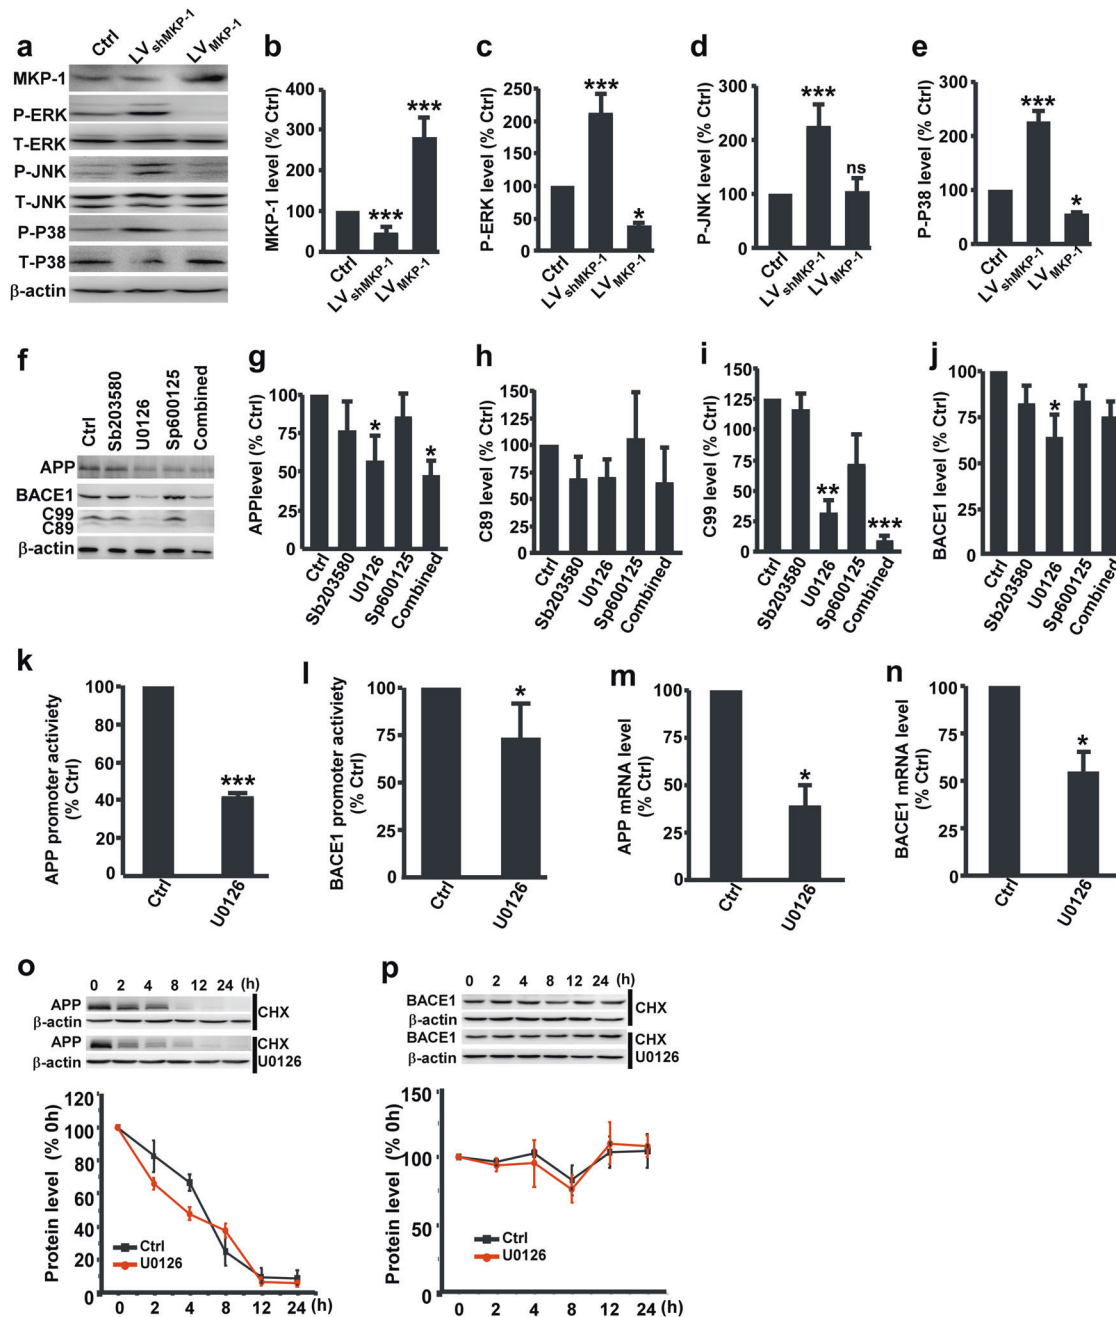 a
Ctrl
LV shMKP-1
LV MKP-1
MKP-1
P-ERK
T-ERK
P-JNK
T-JNK
P-P38
T-P38
β-actin
b
MKP-1 level (% Ctrl)
400
300
200
100
0
***
***
Ctrl
LV shMKP-1
LV MKP-1
c
P-ERK level (% Ctrl)
250
200
150
100
50
0
***
*
Ctrl
LV shMKP-1
LV MKP-1
d
P-JNK level (% Ctrl)
300
200
100
0
***
ns
Ctrl
LV shMKP-1
LV MKP-1
e
P-P38 level (% Ctrl)
300
200
100
50
0
***
*
Ctrl
LV shMKP-1
LV MKP-1
f
Ctrl
Sb203580
U0126
Sp600125
Combined
APP
BACE1
C99
C89
β-actin
g
APPlevel (% Ctrl)
100
75
50
25
0
*
*
Ctrl
Sb203580
U0126
Sp600125
Combined
h
C89 level (% Ctrl)
150
125
100
75
50
25
0
Ctrl
Sb203580
U0126
Sp600125
Combined
i
C99 level (% Ctrl)
150
125
100
75
50
25
0
**
***
Ctrl
Sb203580
U0126
Sp600125
Combined
j
BACE1 level (% Ctrl)
100
75
50
25
0
*
Ctrl
Sb203580
U0126
Sp600125
Combined
k
APP promoter activiety
(% Ctrl)
100
80
60
40
20
0
***
Ctrl
U0126
l
BACE1 promoter activiety
(% Ctrl)
100
75
50
25
0
*
Ctrl
U0126
m
APP mRNA level
(% Ctrl)
100
75
50
25
0
*
Ctrl
U0126
n
BACE1 mRNA level
(% Ctrl)
100
75
50
25
0
*
Ctrl
U0126
o
0 2 4 8 12 24 (h)
APP
β-actin
CHX
APP
β-actin
CHX
U0126
Protein level (% 0h)
120
100
80
60
40
20
0
Ctrl
U0126
0 2 4 8 12 24 (h)
p
0 2 4 8 12 24 (h)
BACE1
β-actin
CHX
BACE1
β-actin
CHX
U0126
Protein level (% 0h)
150
100
50
0
Ctrl
U0126
0 2 4 8 12 24 (h)